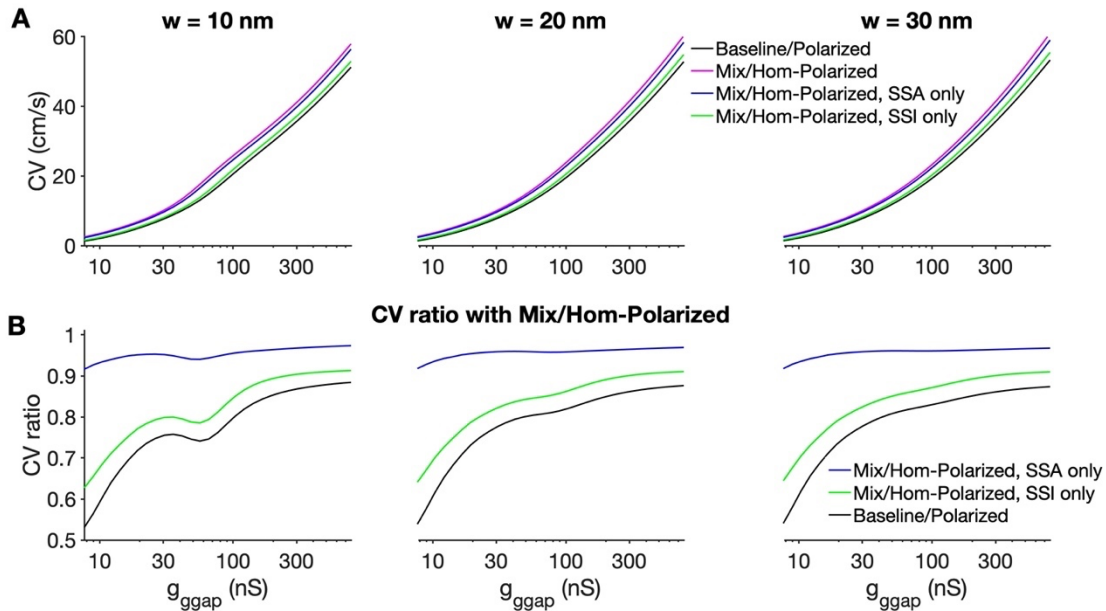 A
w = 10 nm
w = 20 nm
w = 30 nm
CV (cm/s)
60
40
20
0
Baseline/Polarized
Mix/Hom-Polarized
Mix/Hom-Polarized, SSA only
Mix/Hom-Polarized, SSI only
10 30 100 300
10 30 100 300
10 30 100 300
B
CV ratio with Mix/Hom-Polarized
CV ratio
1
0.9
0.8
0.7
0.6
0.5
Mix/Hom-Polarized, SSA only
Mix/Hom-Polarized, SSI only
Baseline/Polarized
10 30 100 300
10 30 100 300
10 30 100 300
gggap (nS)
gggap (nS)
gggap (nS)